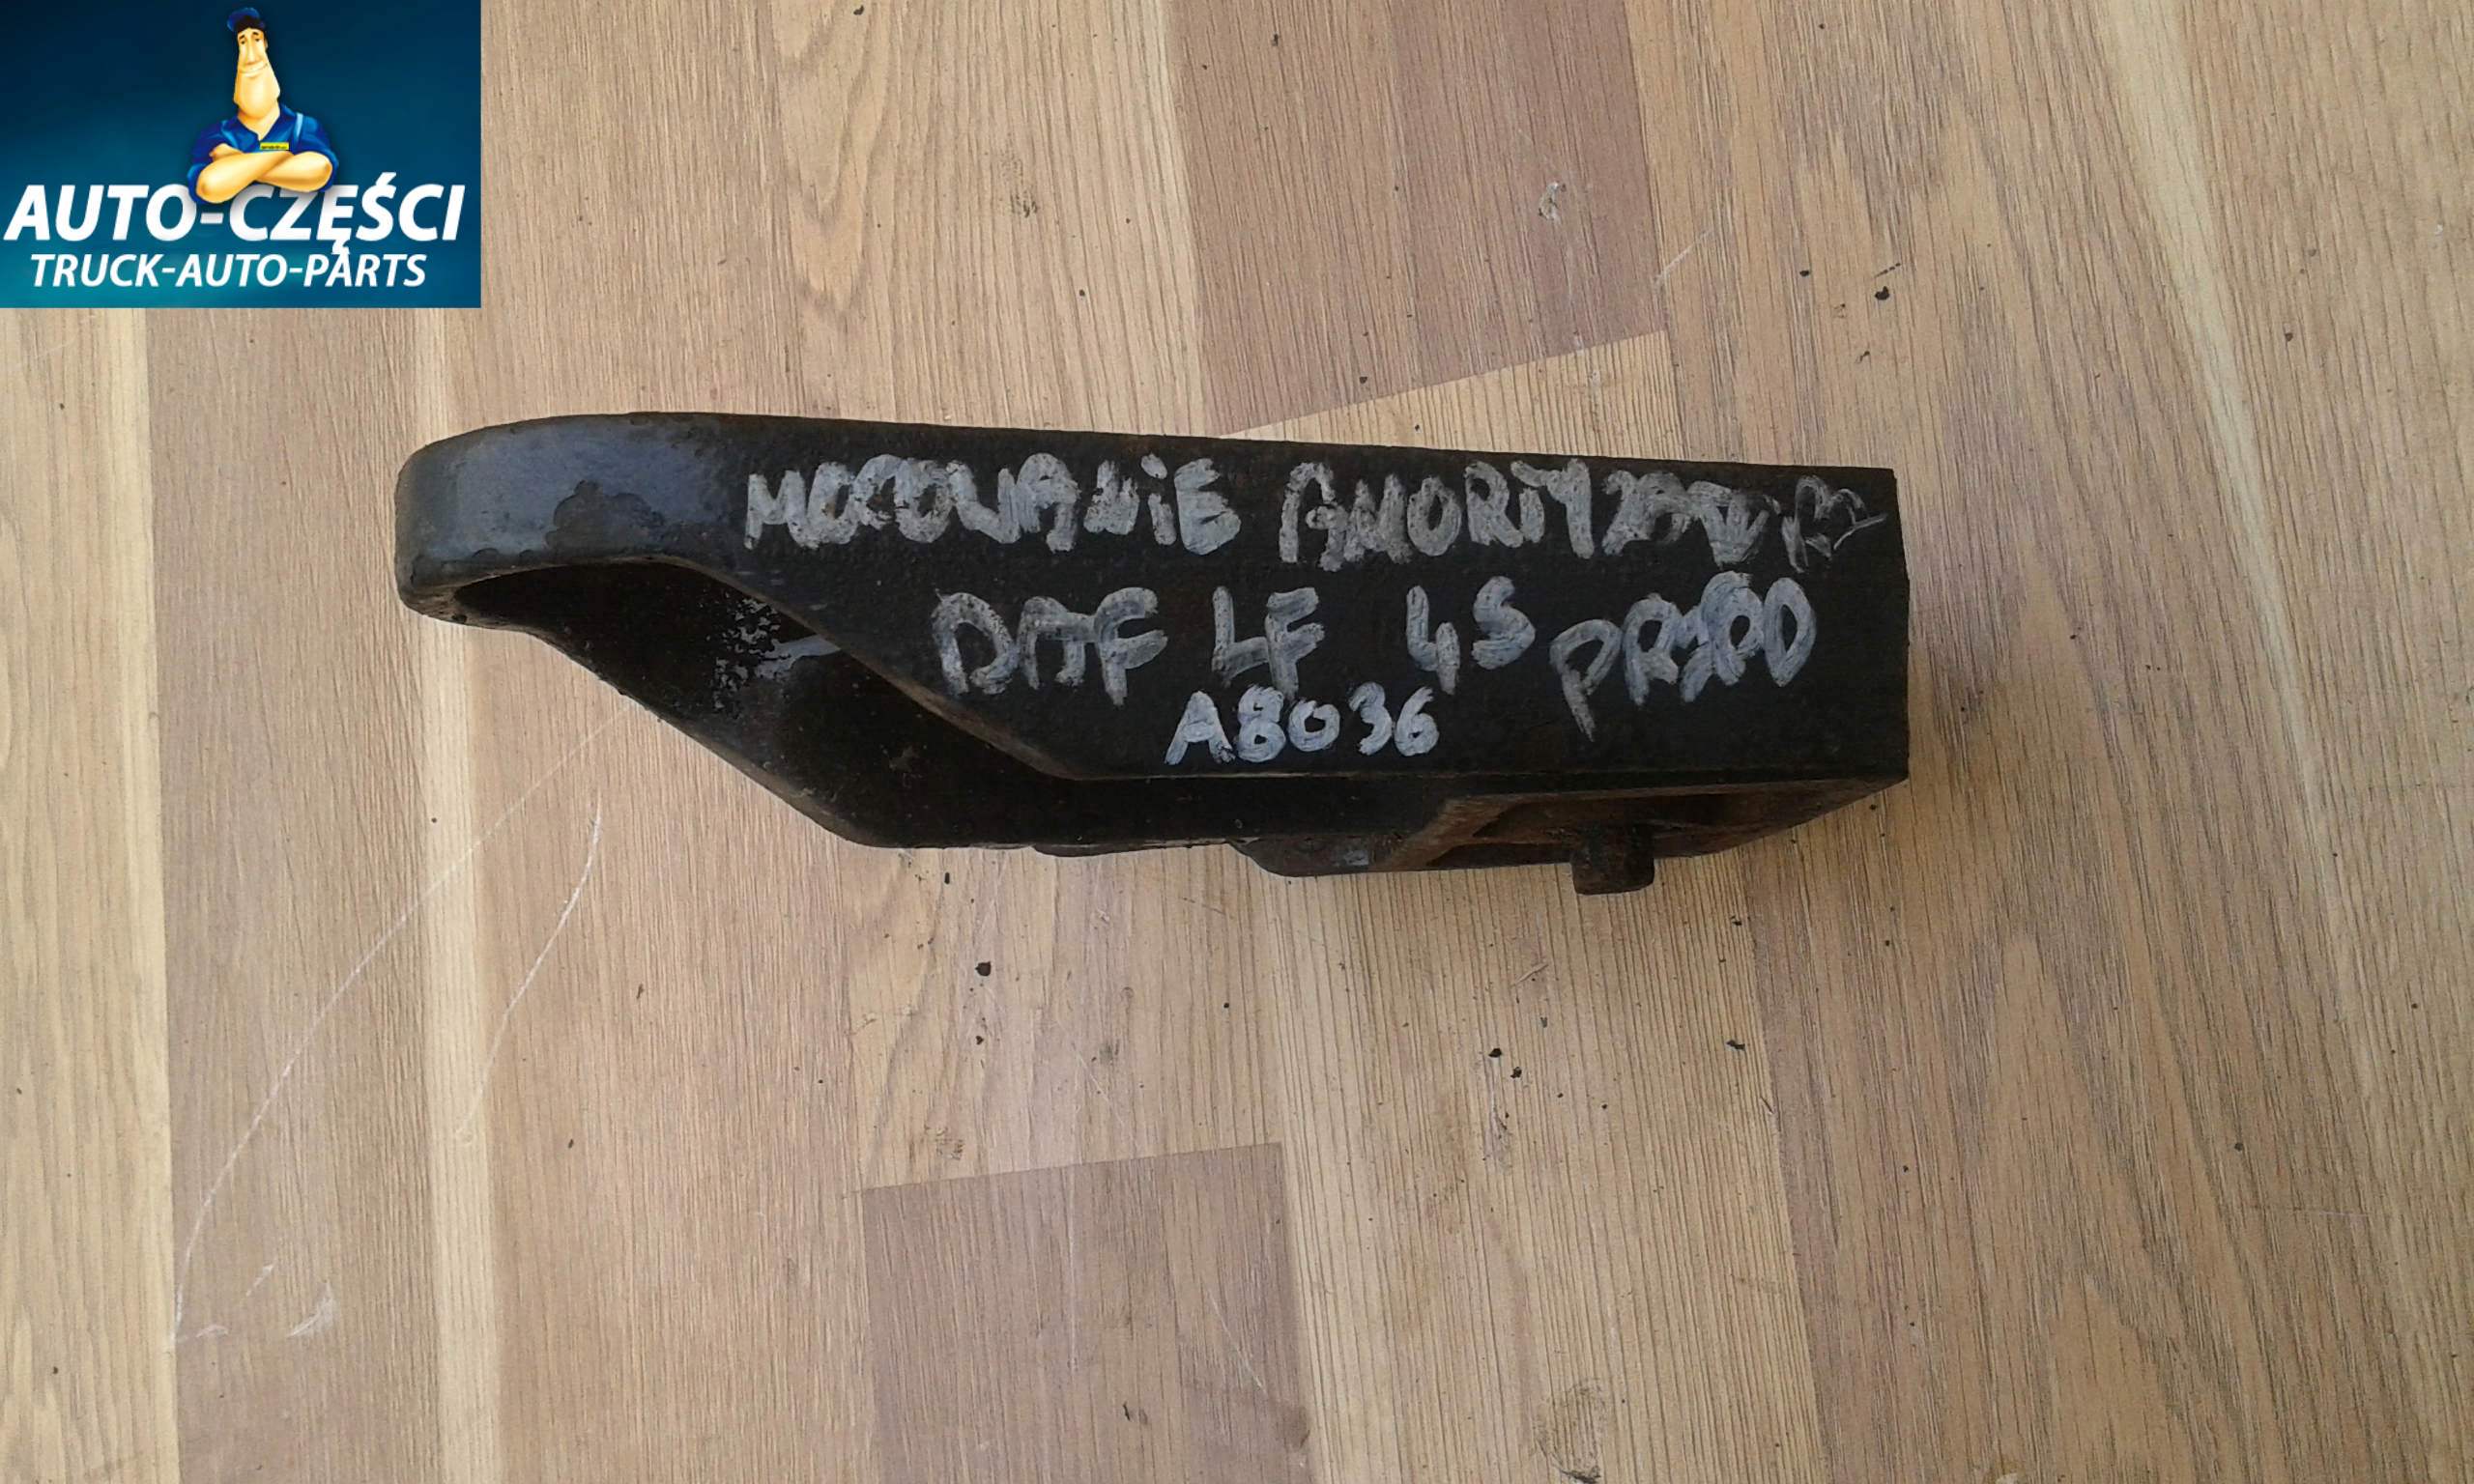 AUTO-CZĘŚCI
TRUCK-AUTO-PARTS
MOCOWANIE AMORTYZATORA
DAF LF 45 PRZÓD
A8036